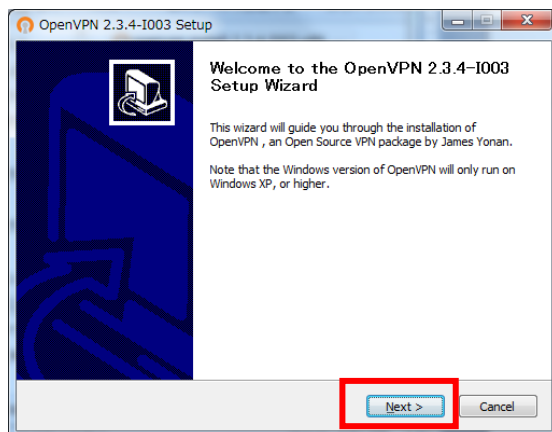 OpenVPN 2.3.4-I003 Setup
Welcome to the OpenVPN 2.3.4-I003
Setup Wizard
This wizard will guide you through the installation of
OpenVPN , an Open Source VPN package by James Yonan.
Note that the Windows version of OpenVPN will only run on
Windows XP, or higher.
Next >
Cancel